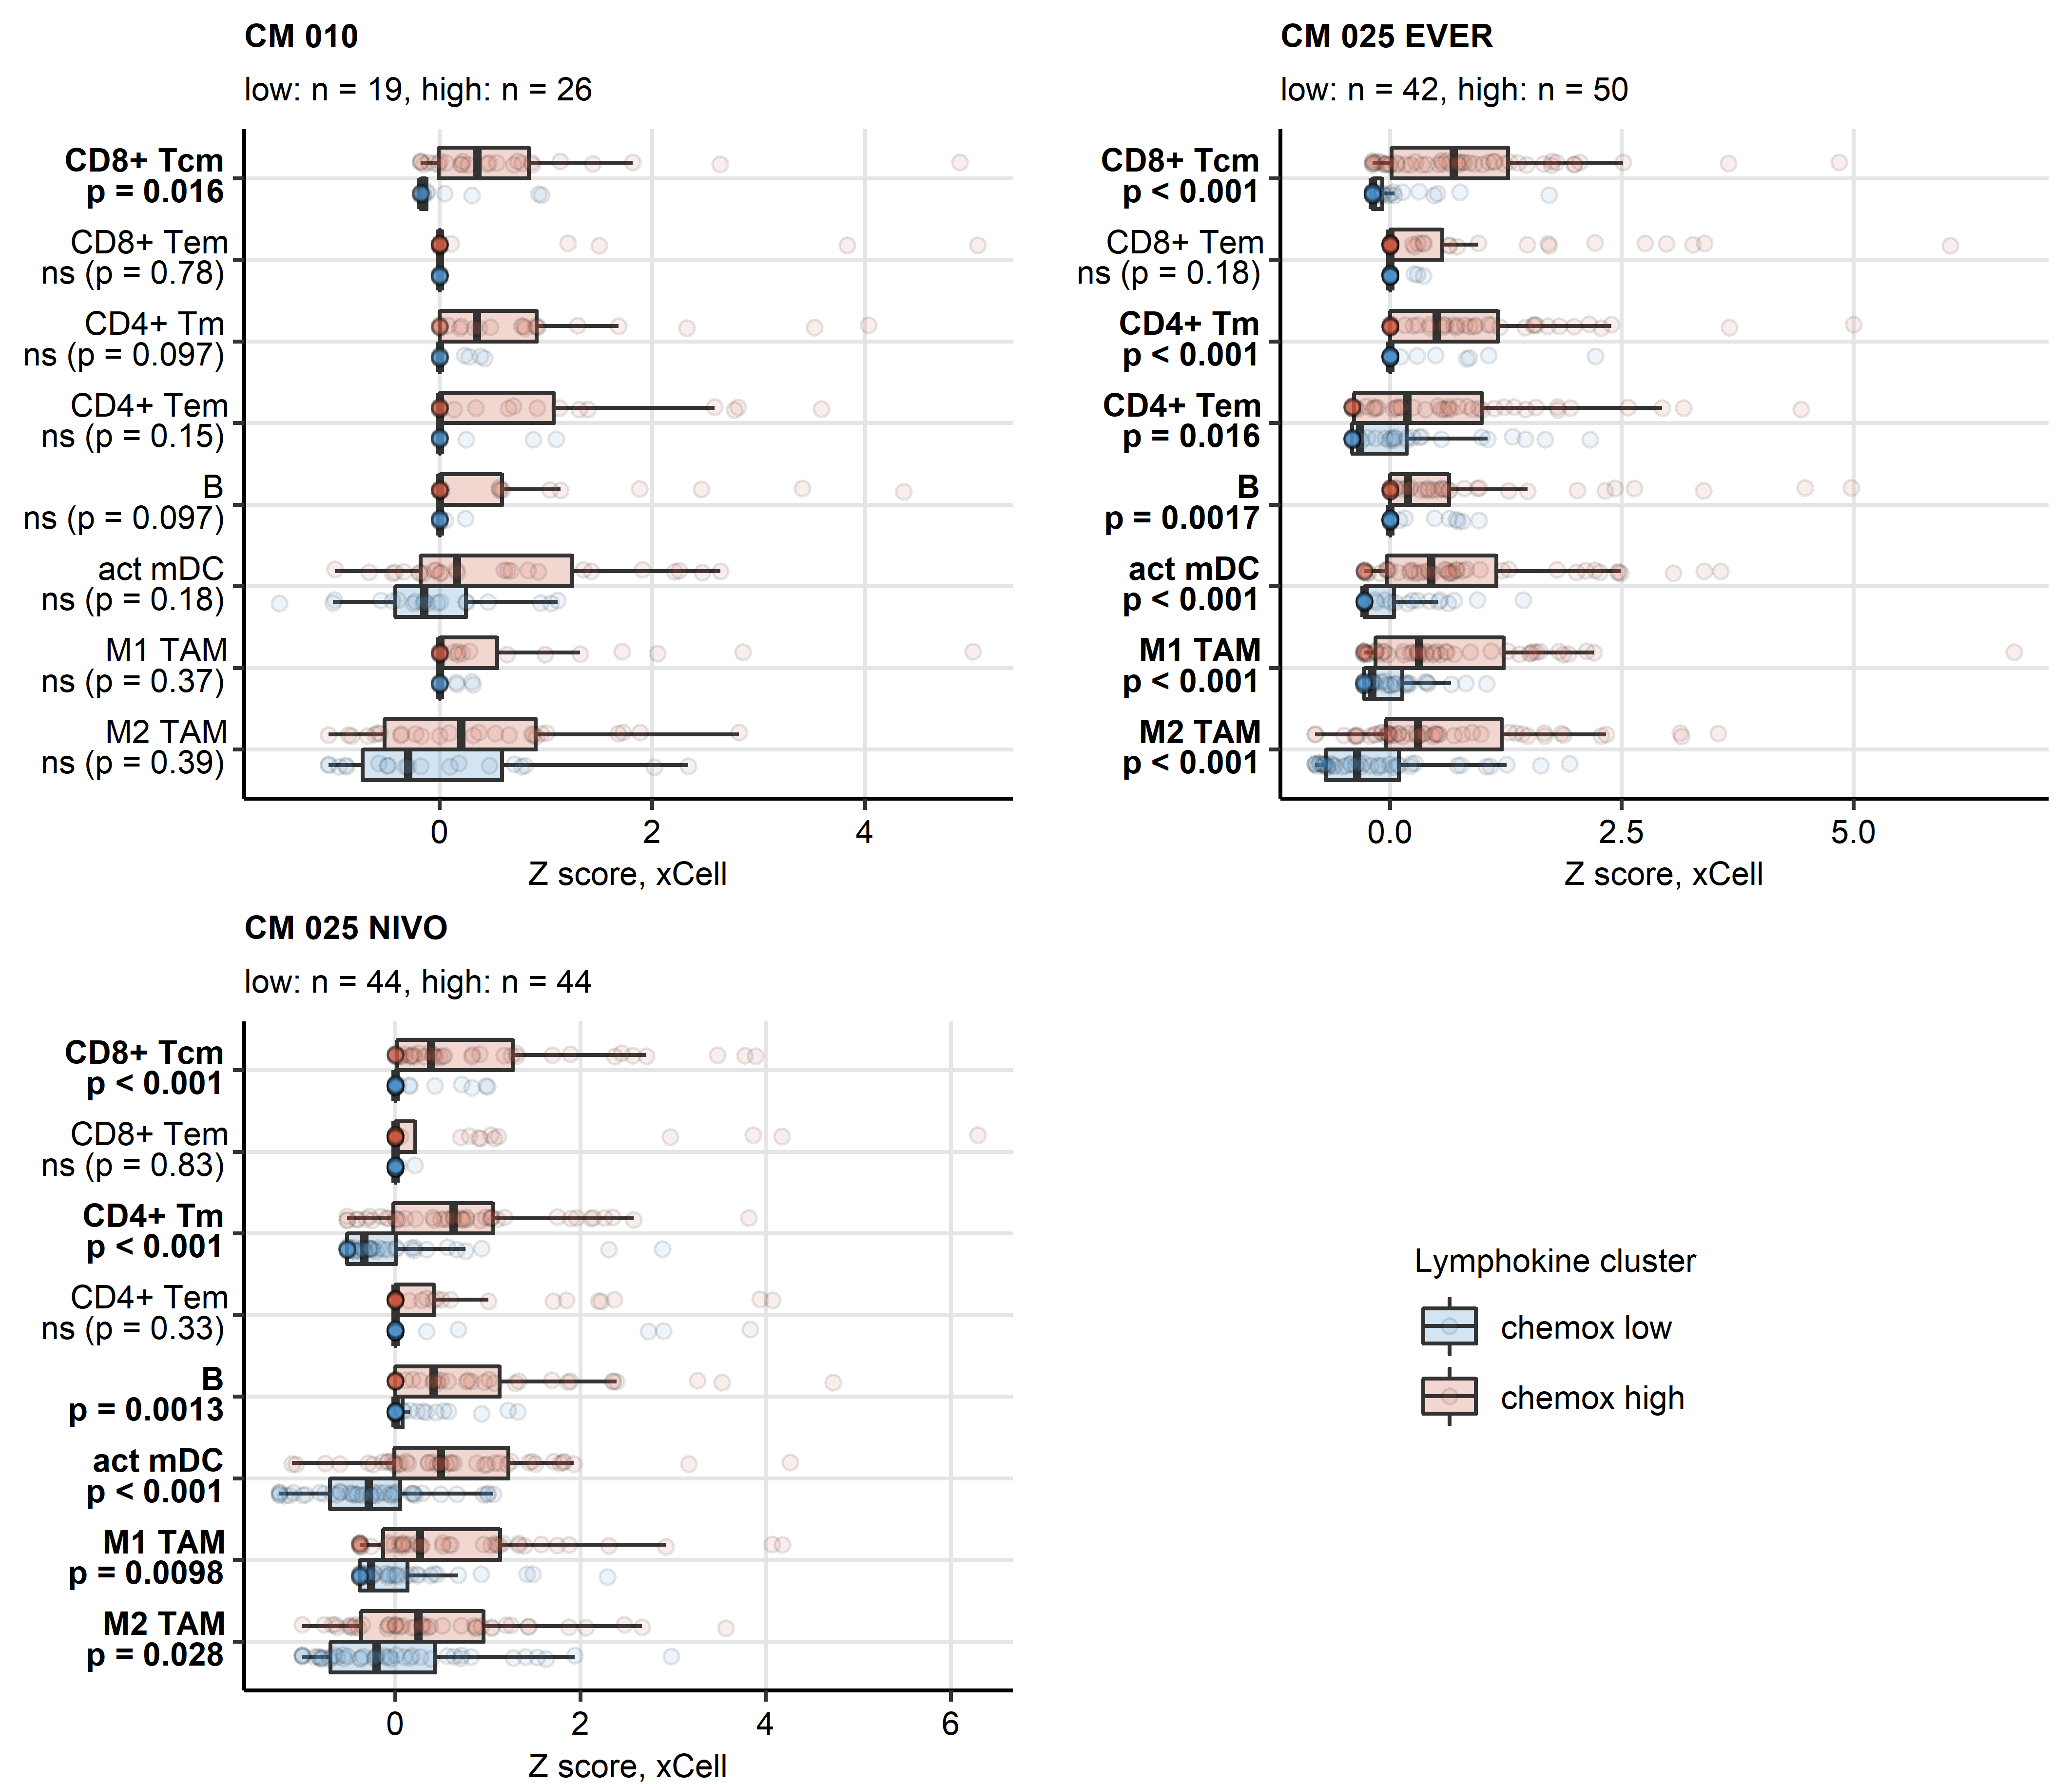 CM 010
low: n = 19, high: n = 26
CD8+ Tcm
p = 0.016
CD8+ Tem
ns (p = 0.78)
CD4+ Tm
ns (p = 0.097)
CD4+ Tem
ns (p = 0.15)
B
ns (p = 0.097)
act mDC
ns (p = 0.18)
M1 TAM
ns (p = 0.37)
M2 TAM
ns (p = 0.39)
0 2 4
Z score, xCell
CM 025 EVER
low: n = 42, high: n = 50
CD8+ Tcm
p < 0.001
CD8+ Tem
ns (p = 0.18)
CD4+ Tm
p < 0.001
CD4+ Tem
p = 0.016
B
p = 0.0017
act mDC
p < 0.001
M1 TAM
p < 0.001
M2 TAM
p < 0.001
0.0 2.5 5.0
Z score, xCell
CM 025 NIVO
low: n = 44, high: n = 44
CD8+ Tcm
p < 0.001
CD8+ Tem
ns (p = 0.83)
CD4+ Tm
p < 0.001
CD4+ Tem
ns (p = 0.33)
B
p = 0.0013
act mDC
p < 0.001
M1 TAM
p = 0.0098
M2 TAM
p = 0.028
0 2 4 6
Z score, xCell
Lymphokine cluster
chemox low
chemox high